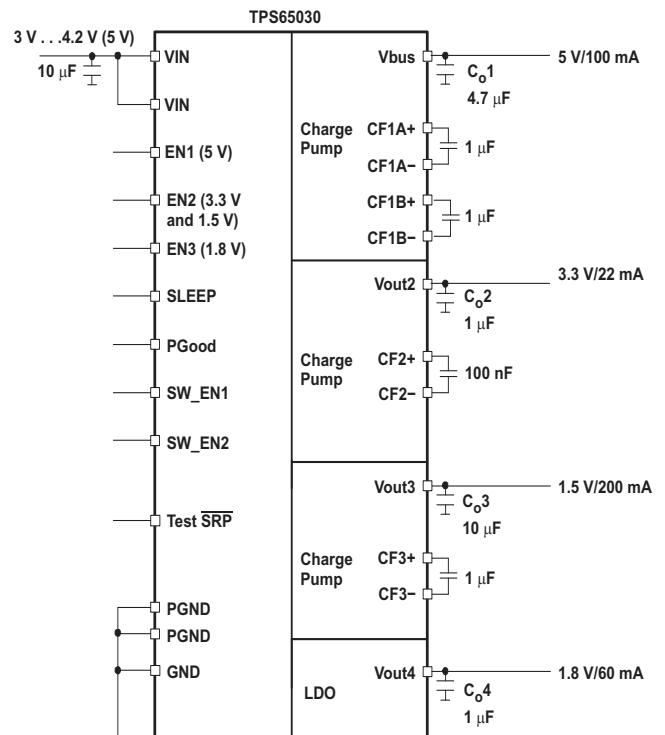 TPS65030
3 V . . .4.2 V (5 V)
10 μF
VIN
VIN
EN1 (5 V)
EN2 (3.3 V
and 1.5 V)
EN3 (1.8 V)
SLEEP
PGood
SW_EN1
SW_EN2
Test SRP
PGND
PGND
GND
Charge
Pump
Vbus
5 V/100 mA
Co1
4.7 μF
CF1A+
1 μF
CF1A−
CF1B+
1 μF
CF1B−
Charge
Pump
Vout2
3.3 V/22 mA
Co2
1 μF
CF2+
100 nF
CF2−
Charge
Pump
Vout3
1.5 V/200 mA
Co3
10 μF
CF3+
1 μF
CF3−
LDO
Vout4
1.8 V/60 mA
Co4
1 μF